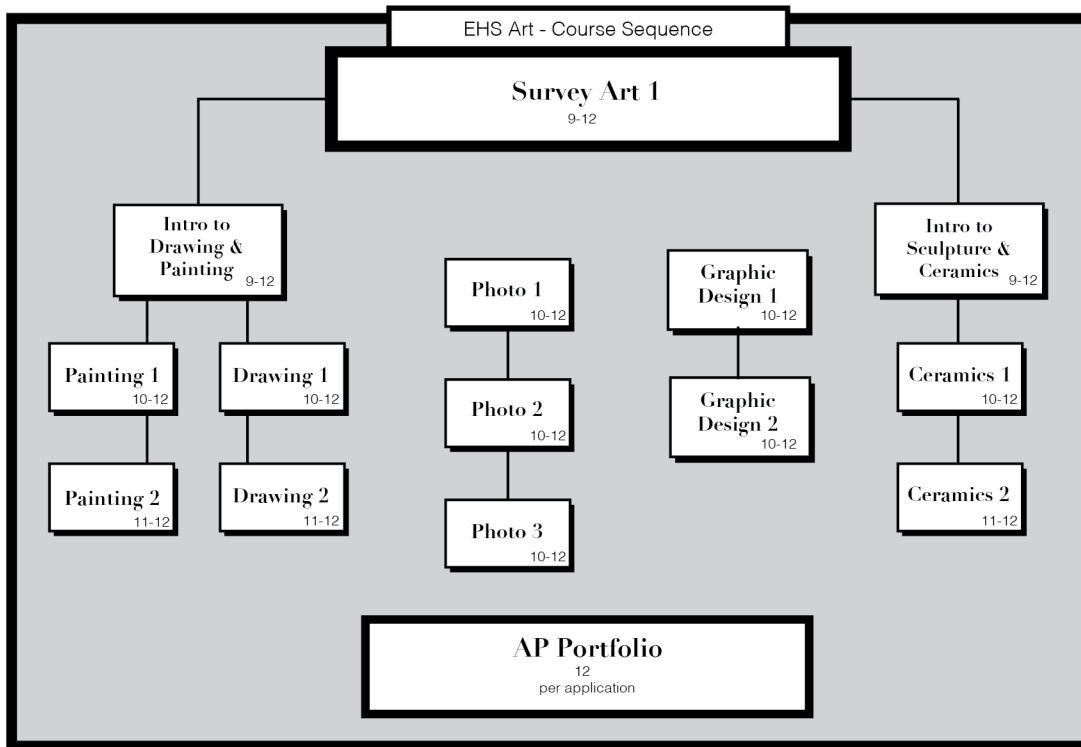 EHS Art - Course Sequence
Survey Art 1
9-12
Intro to
Drawing &
Painting
9-12
Painting 1
10-12
Painting 2
11-12
Drawing 1
10-12
Drawing 2
11-12
Photo 1
10-12
Photo 2
10-12
Photo 3
10-12
Graphic
Design 1
10-12
Graphic
Design 2
10-12
Intro to
Sculpture &
Ceramics
9-12
Ceramics 1
10-12
Ceramics 2
11-12
AP Portfolio
12
per application